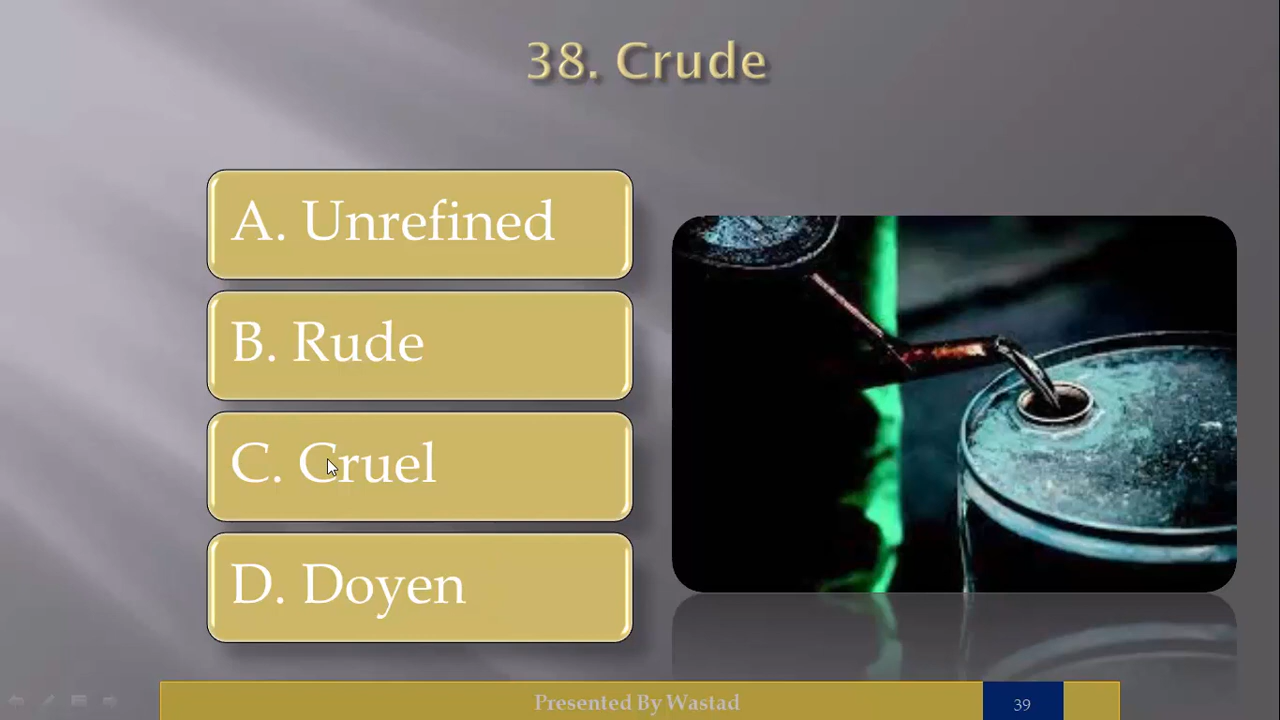 38. Crude
A. Unrefined
B. Rude
C. Cruel
D. Doyen
Presented By Wastad
39